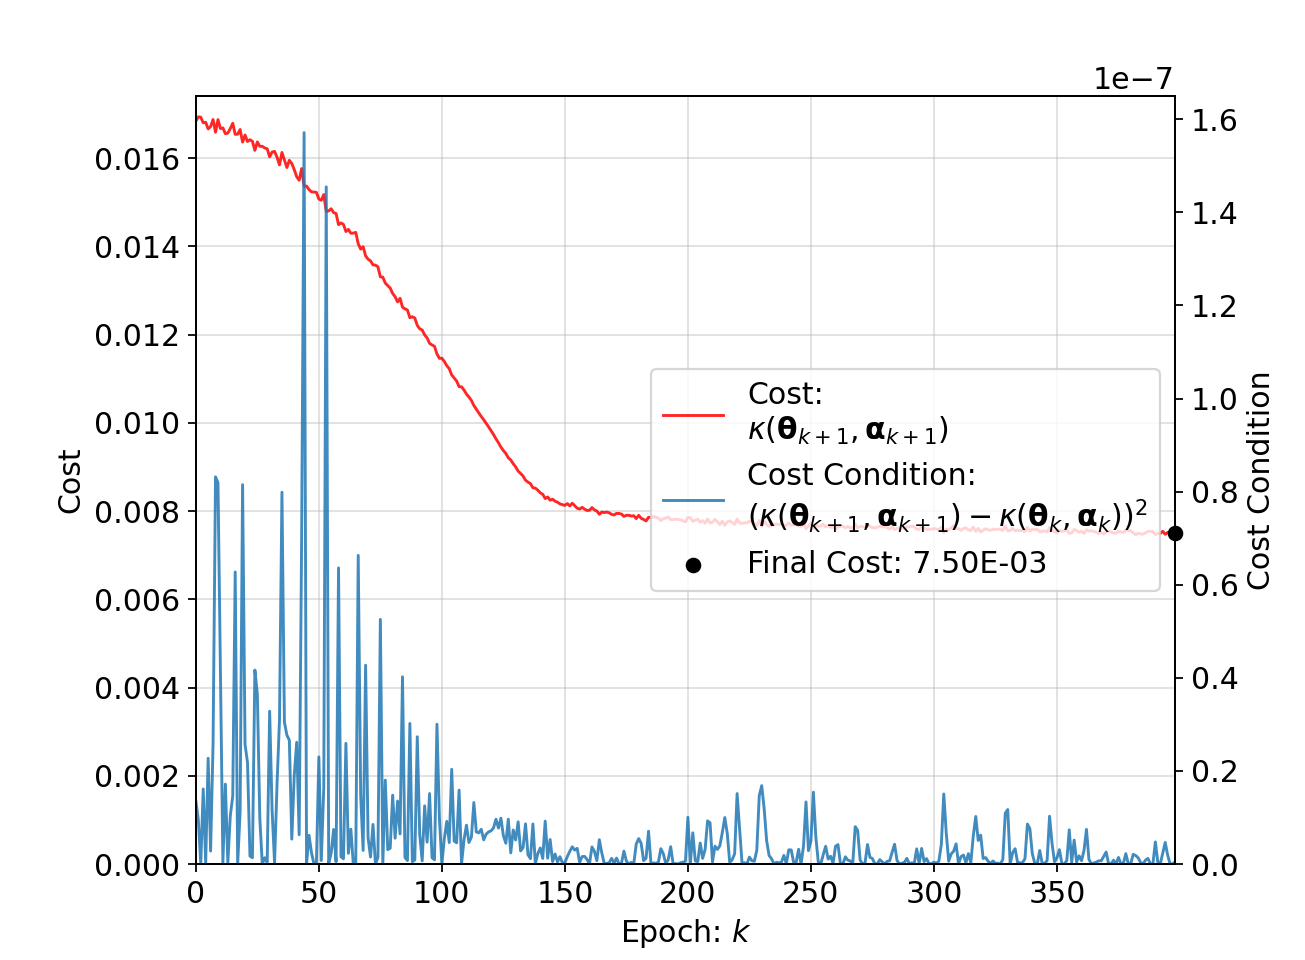 1e−7
0.016
0.014
0.012
0.010
0.008
0.006
0.004
0.002
0.000
Cost
1.6
1.4
1.2
1.0
0.8
0.6
0.4
0.2
0.0
Cost Condition
Cost:
κ(θ_{k+1}, α_{k+1})
Cost Condition:
(κ(θ_{k+1}, α_{k+1}) − κ(θ_k, α_k))^2
Final Cost: 7.50E-03
0 50 100 150 200 250 300 350
Epoch: k